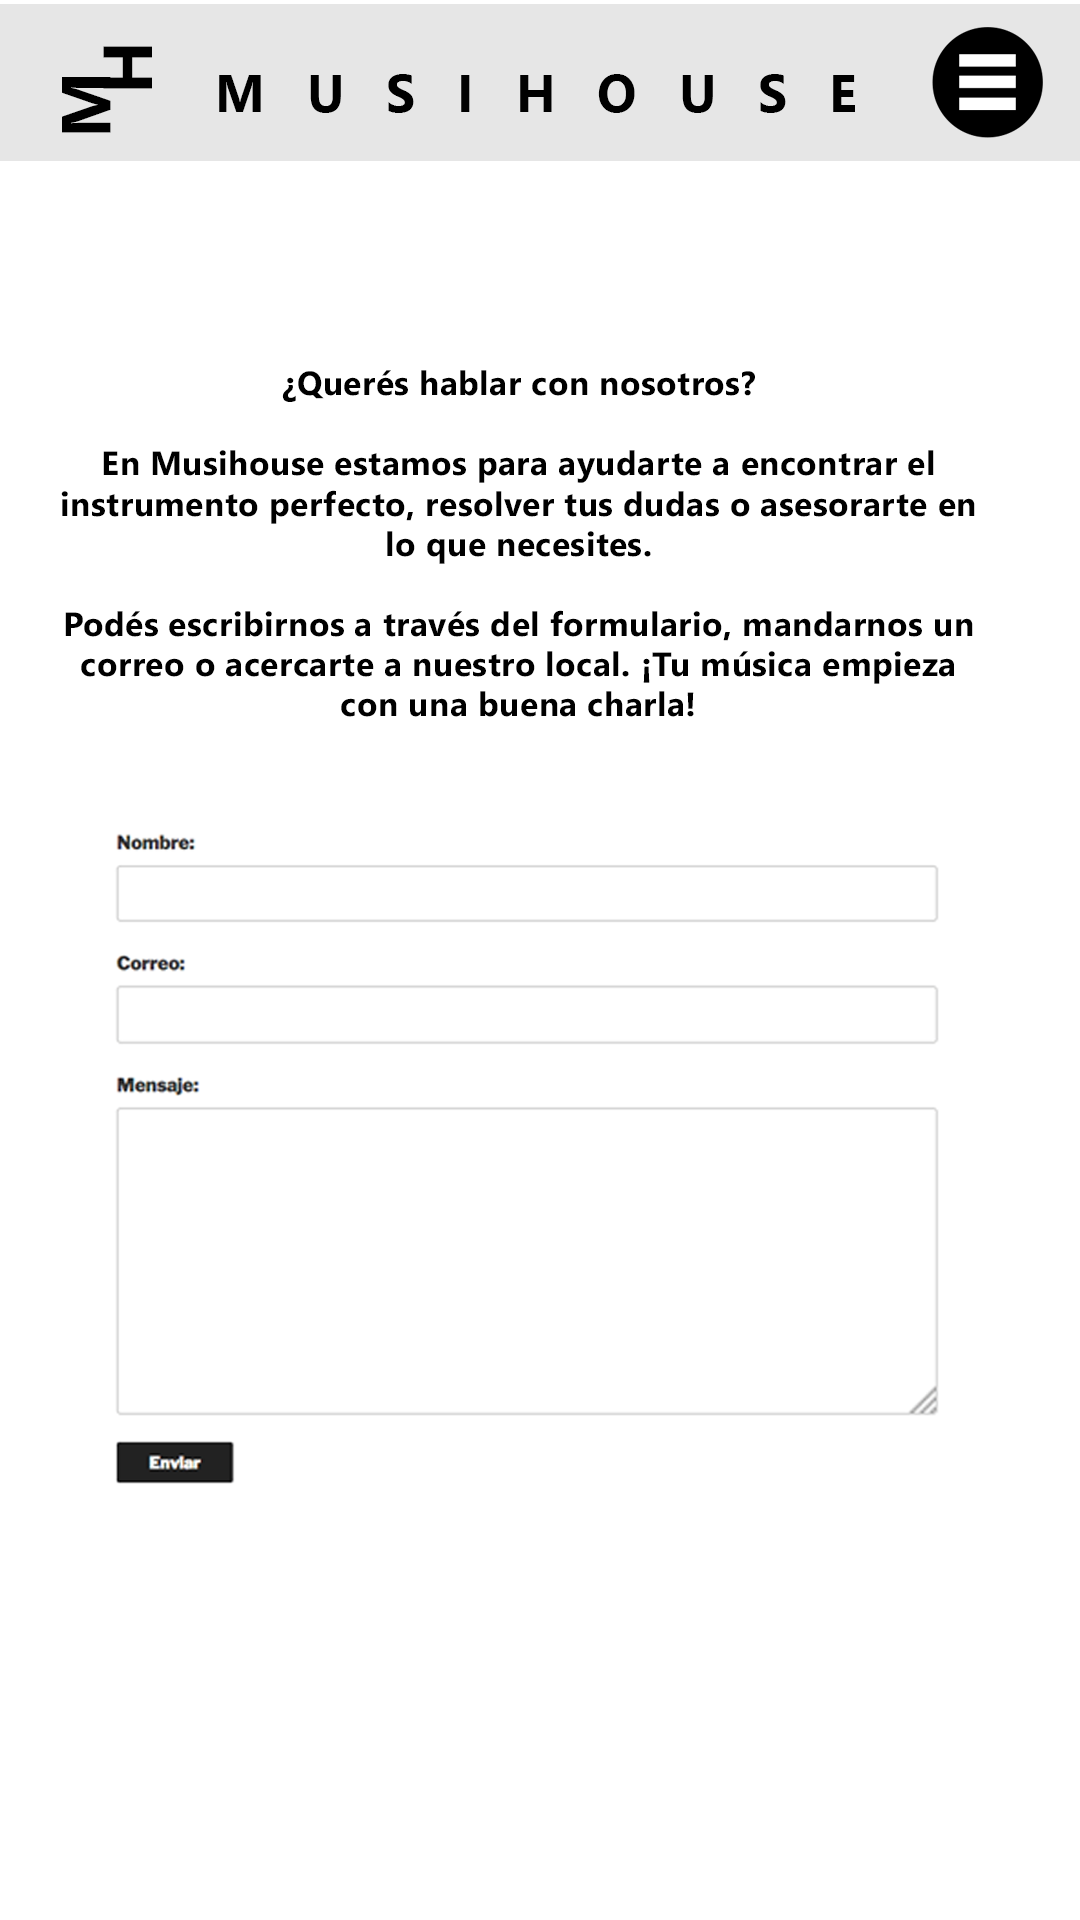 MH
MUSIHOUSE
¿Querés hablar con nosotros?
En Musihouse estamos para ayudarte a encontrar el
instrumento perfecto, resolver tus dudas o asesorarte en
lo que necesites.
Podés escribirnos a través del formulario, mandarnos un
correo o acercarte a nuestro local. ¡Tu música empieza
con una buena charla!
Nombre:
Correo:
Mensaje:
Enviar